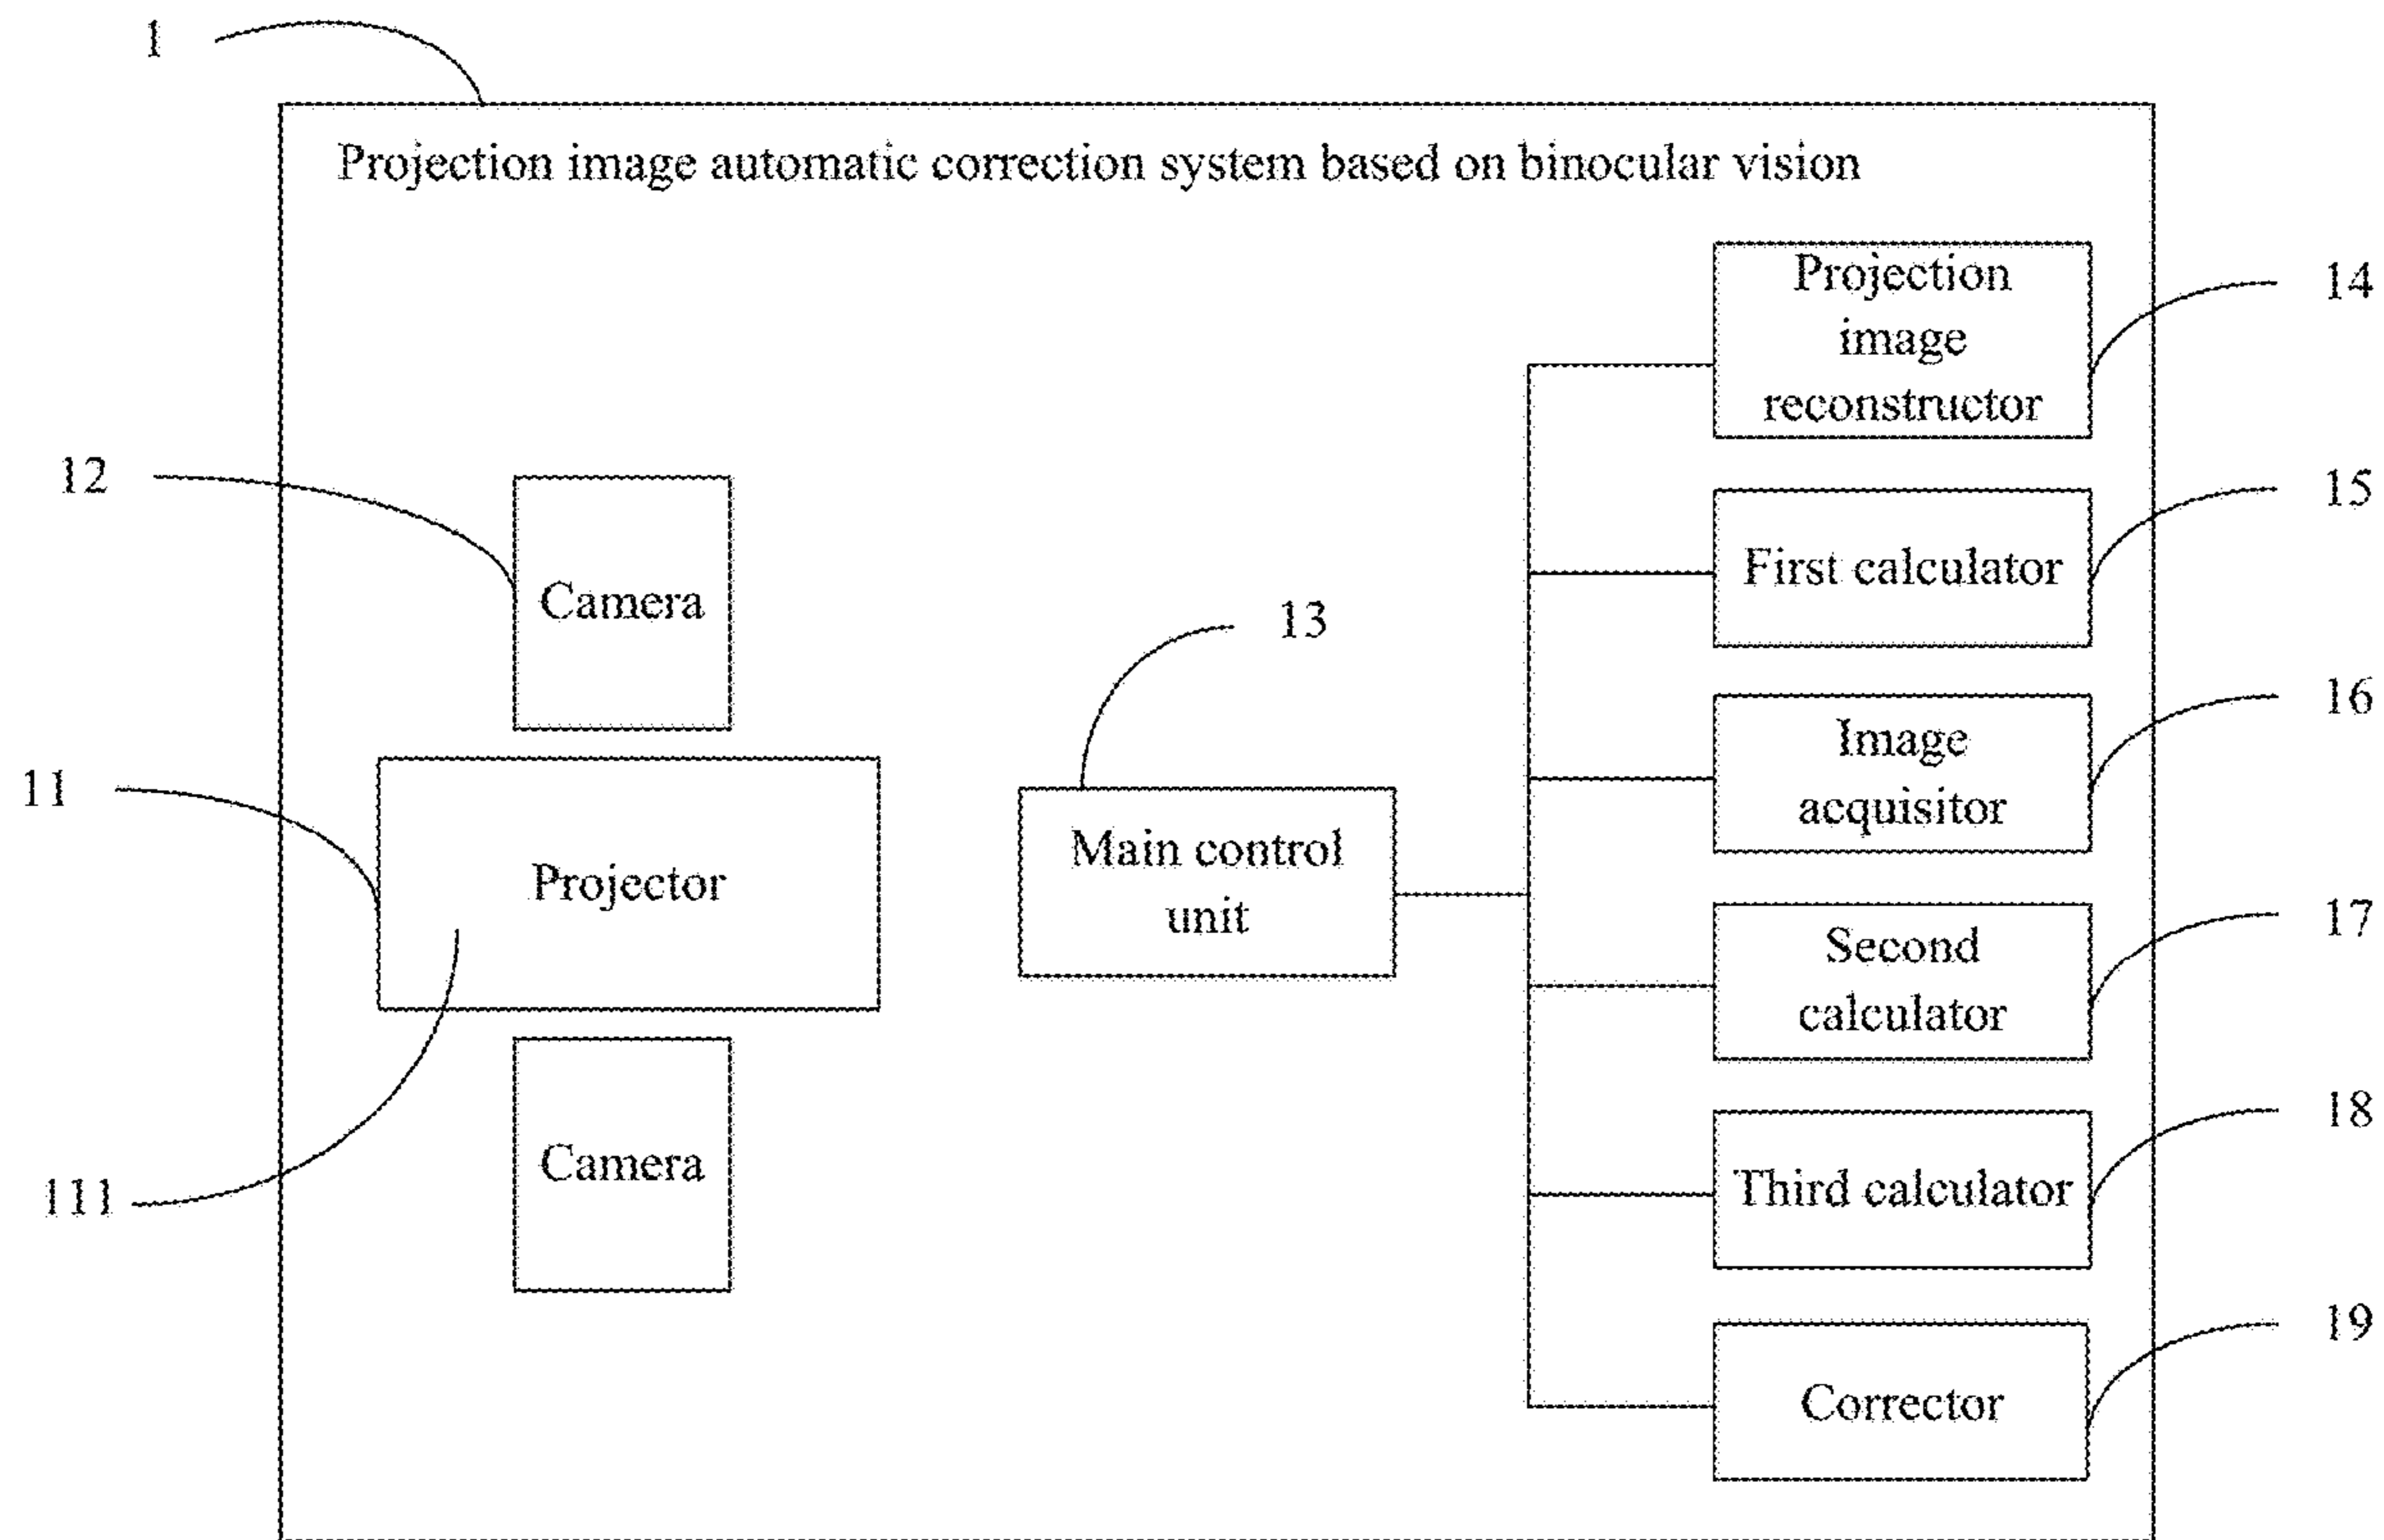 1
Projection image automatic correction system based on binocular vision
Projection
image
reconstructor
14
12
Camera
First calculator
15
13
Image
acquisitor
16
11
Projector
Main control
unit
Second
calculator
17
111
Camera
Third calculator
18
Corrector
19